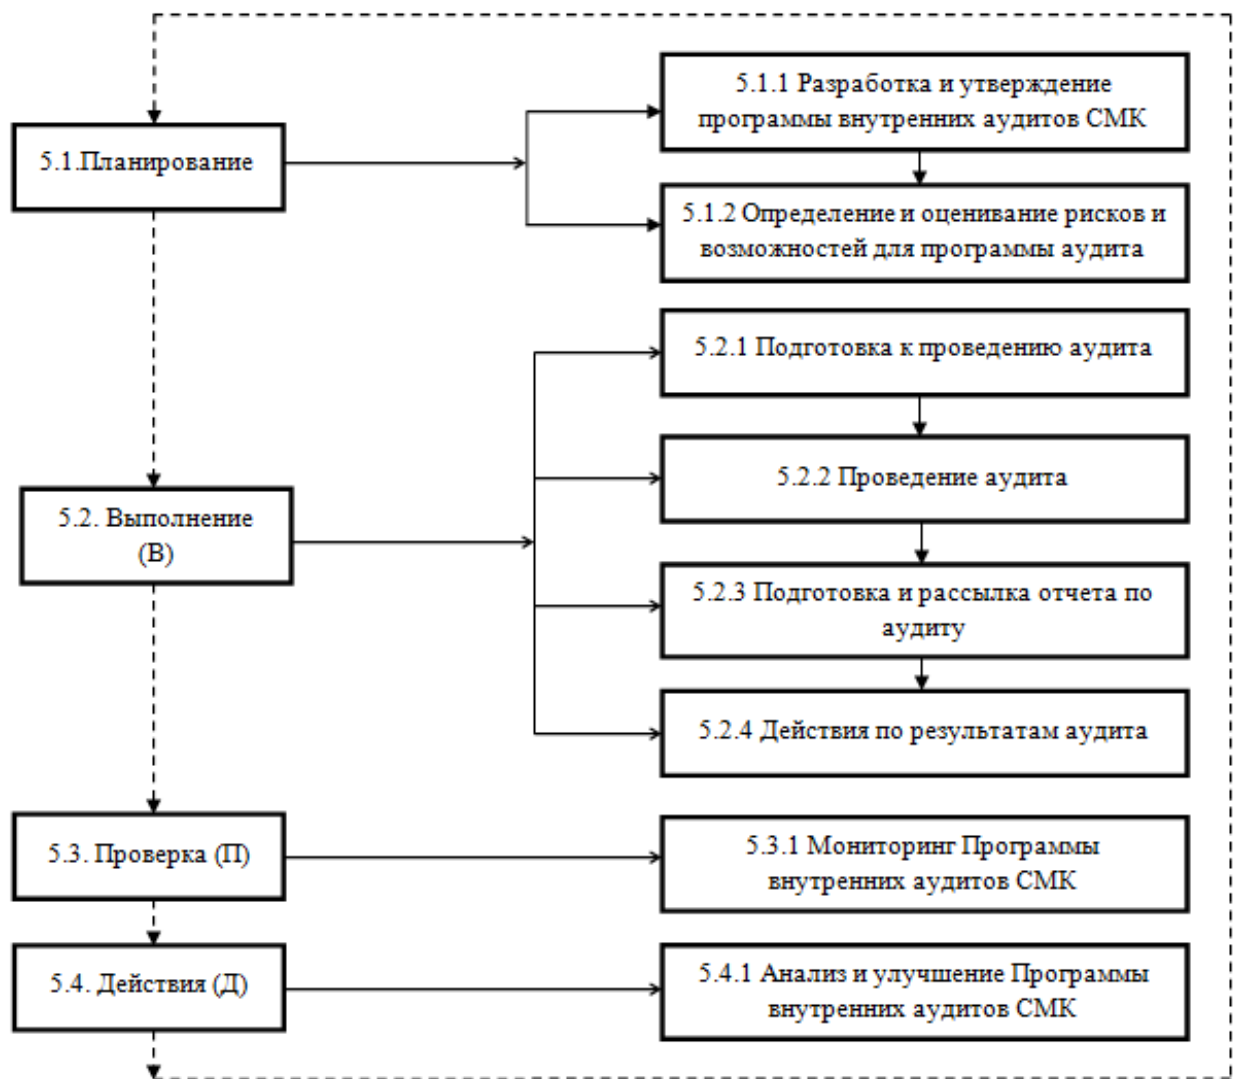 5.1.1 Разработка и утверждение
программы внутренних аудитов СМК
5.1.Планирование
5.1.2 Определение и оценивание рисков и
возможностей для программы аудита
5.2.1 Подготовка к проведению аудита
5.2.2 Проведение аудита
5.2. Выполнение
(В)
5.2.3 Подготовка и рассылка отчета по
аудиту
5.2.4 Действия по результатам аудита
5.3. Проверка (П)
5.3.1 Мониторинг Программы
внутренних аудитов СМК
5.4. Действия (Д)
5.4.1 Анализ и улучшение Программы
внутренних аудитов СМК